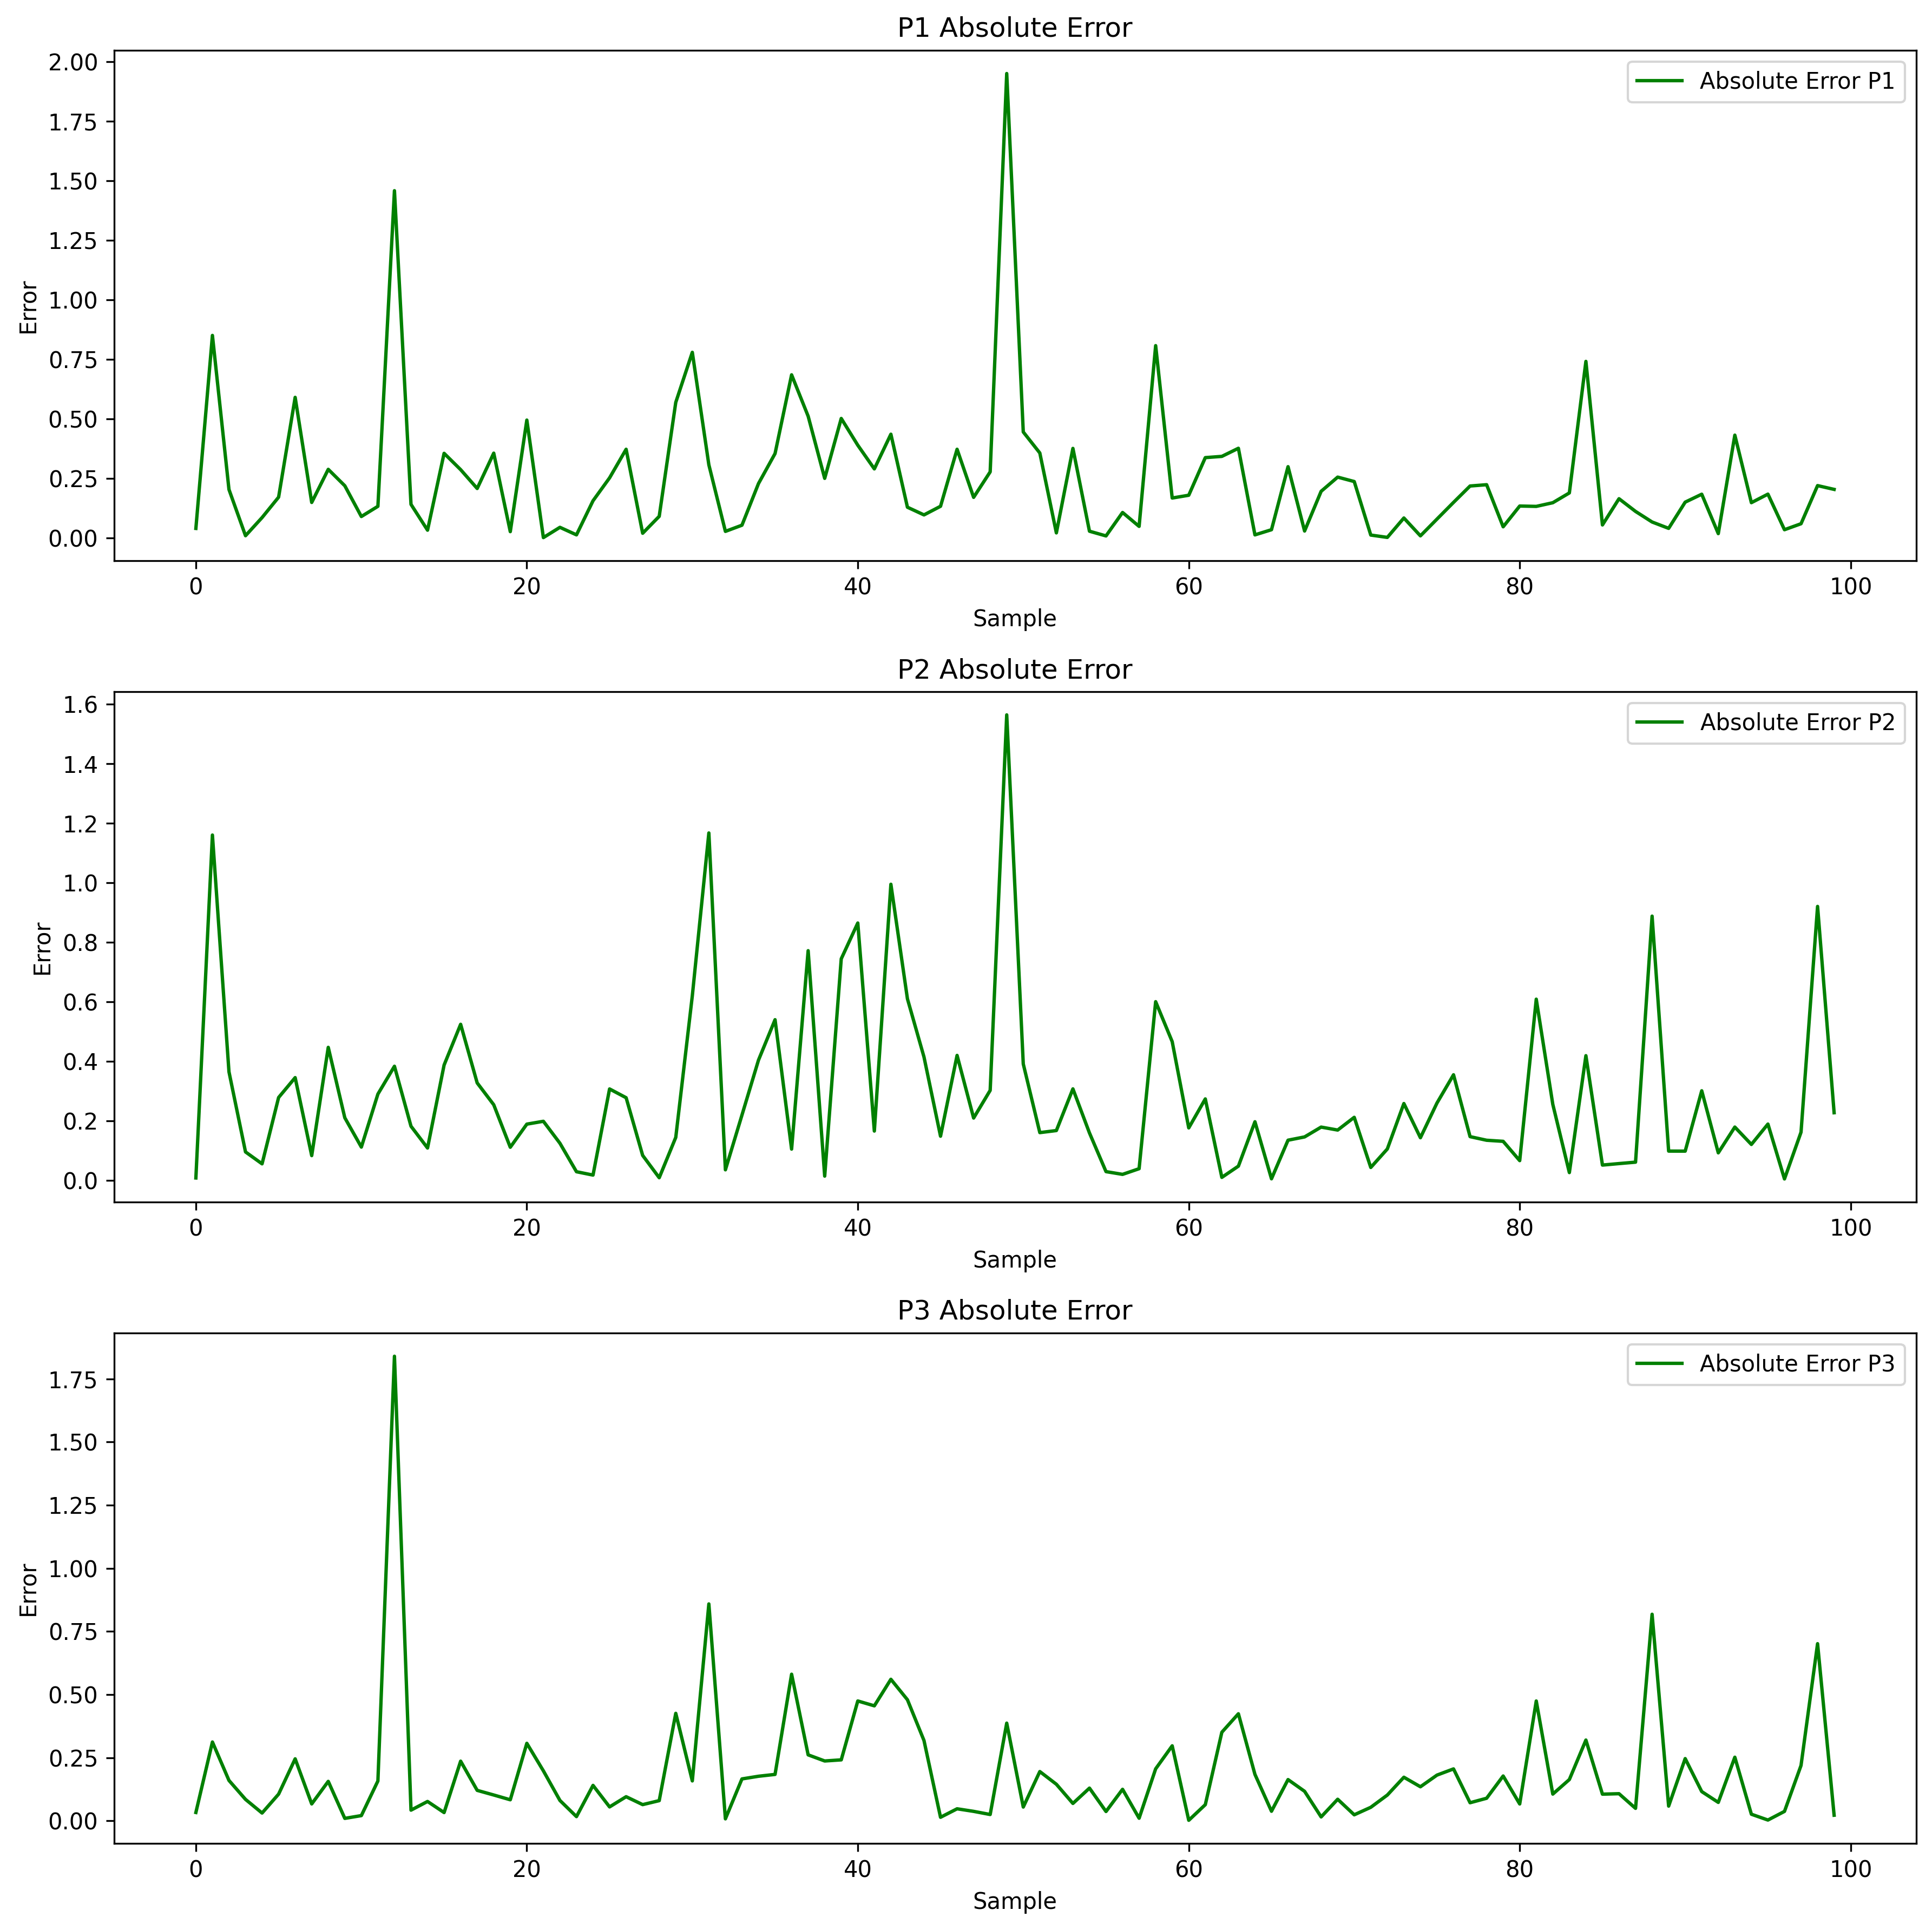 P1 Absolute Error
Absolute Error P1
Error
2.00
1.75
1.50
1.25
1.00
0.75
0.50
0.25
0.00
0 20 40 60 80 100
Sample
P2 Absolute Error
Absolute Error P2
Error
1.6
1.4
1.2
1.0
0.8
0.6
0.4
0.2
0.0
0 20 40 60 80 100
Sample
P3 Absolute Error
Absolute Error P3
Error
1.75
1.50
1.25
1.00
0.75
0.50
0.25
0.00
0 20 40 60 80 100
Sample